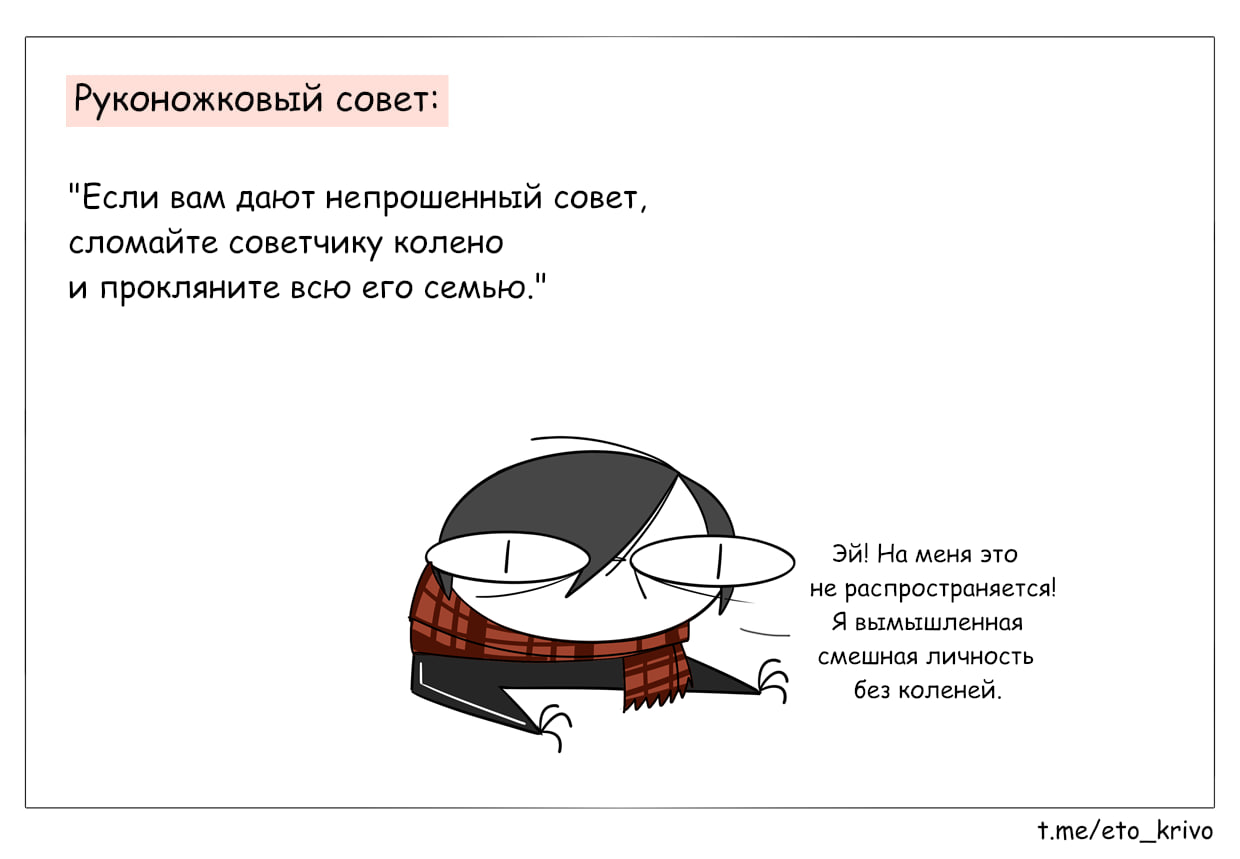 Руконожковый совет:
"Если вам дают непрошенный совет,
сломайте советчику колено
и прокляните всю его семью."
Эй! На меня это
не распространяется!
Я вымышленная
смешная личность
без коленей.
t.me/eto_krivo